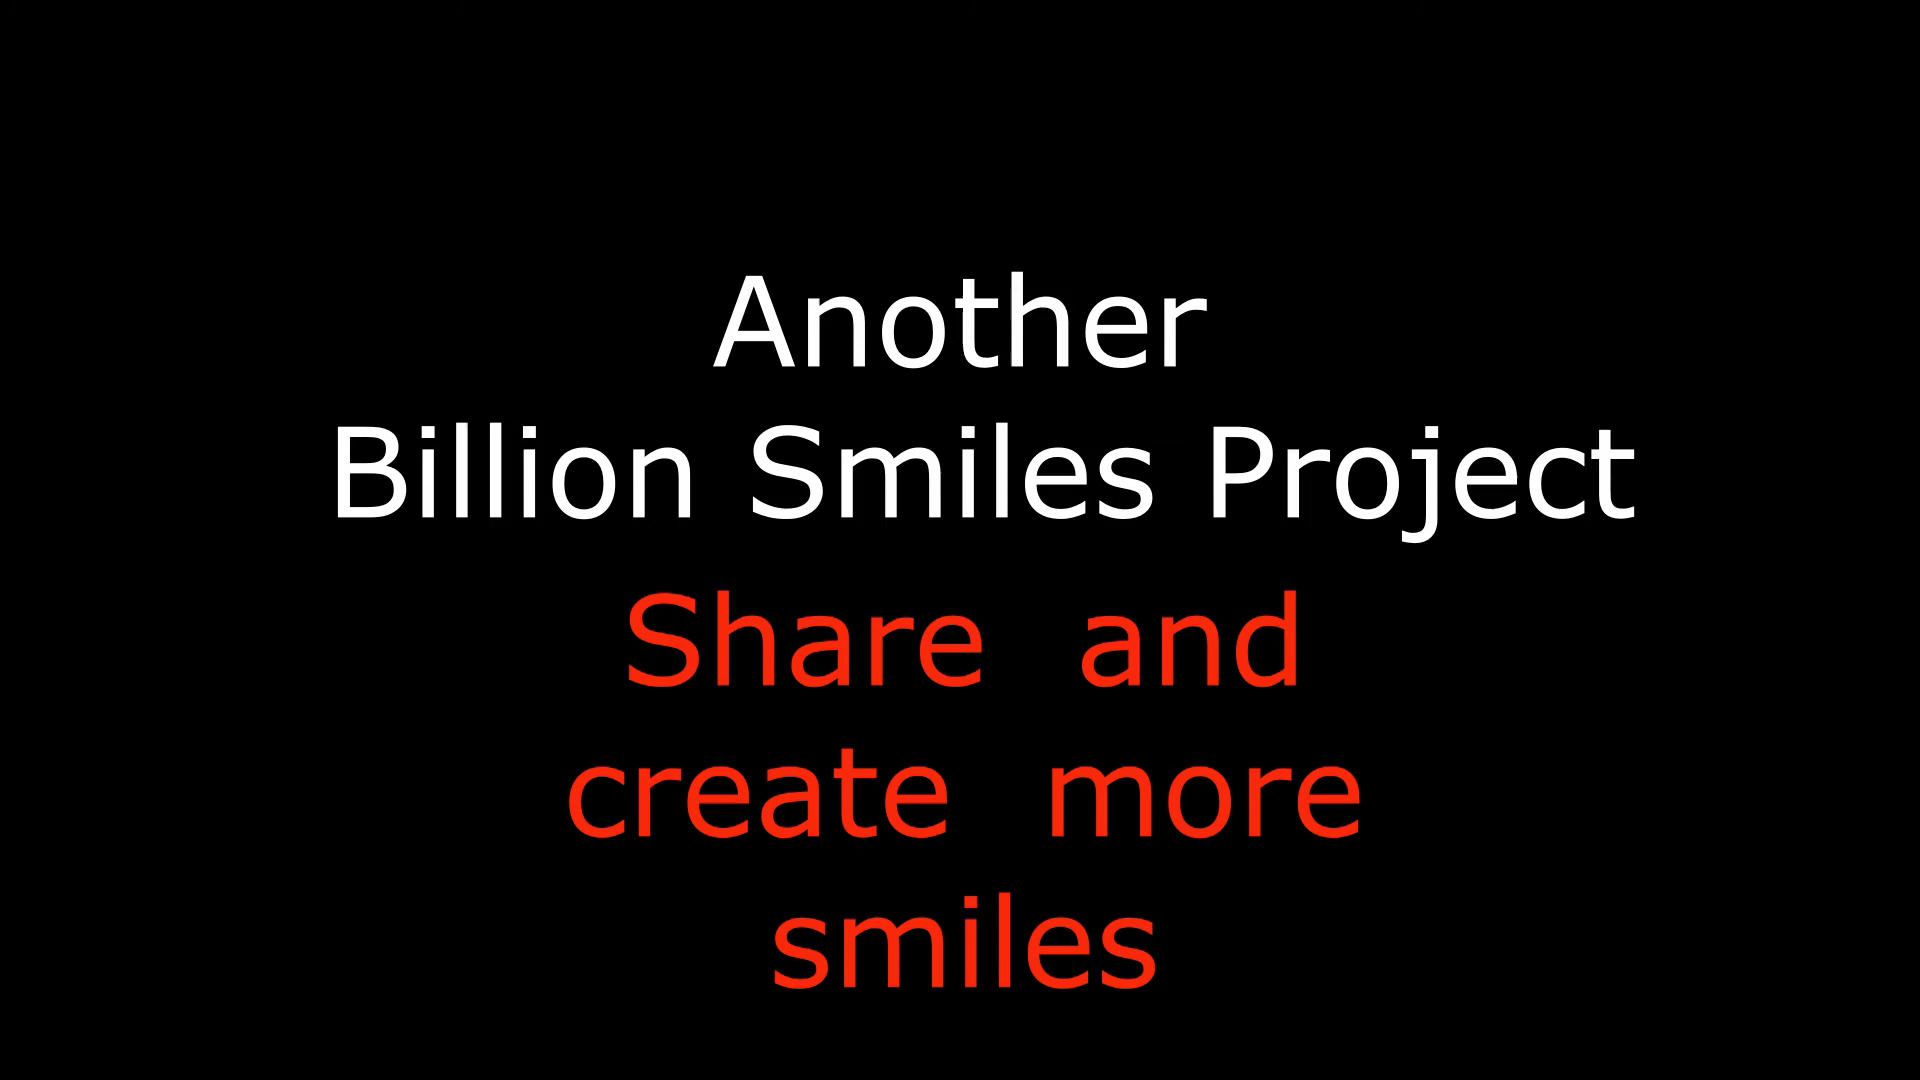 Another
Billion Smiles Project
Share and
create more
smiles